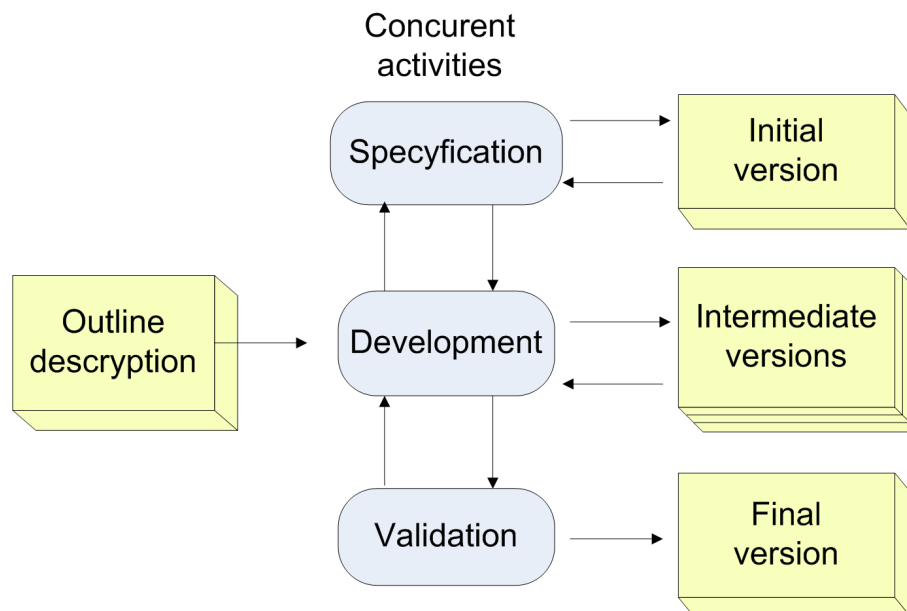 Concurent
activities
Specyfication
Initial
version
Outline
descryption
Development
Intermediate
versions
Validation
Final
version